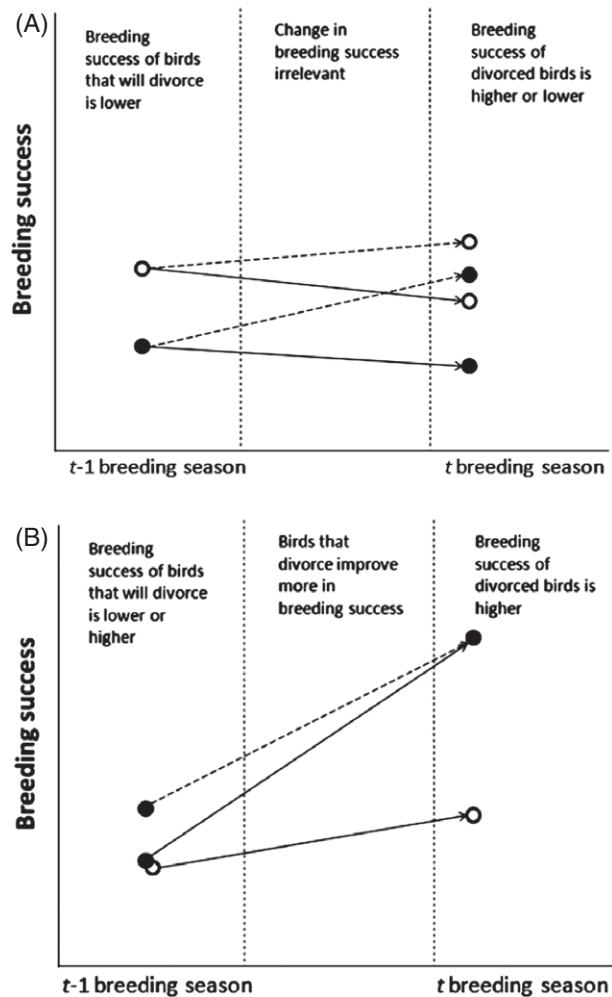 (A)
Breeding
success of birds
that will divorce
is lower
Change in
breeding success
irrelevant
Breeding
success of
divorced birds is
higher or lower
Breeding success
t-1 breeding season
t breeding season
(B)
Breeding
success of birds
that will divorce
is lower or
higher
Birds that
divorce improve
more in
breeding success
Breeding
success of
divorced birds is
higher
Breeding success
t-1 breeding season
t breeding season